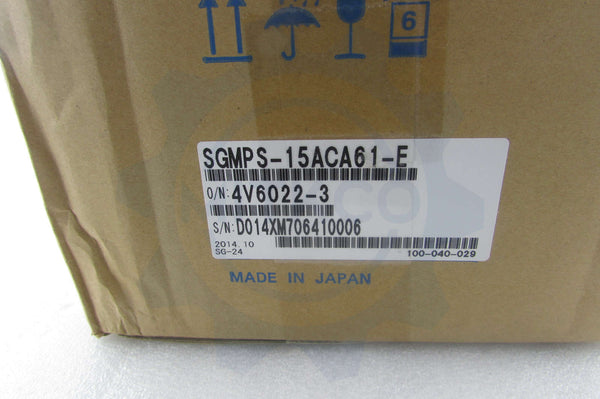 6
SGMPS-15ACA61-E
O/N: 4V6022-3
S/N: D014XM706410006
2014.10
SG-24
100-040-029
MADE IN JAPAN